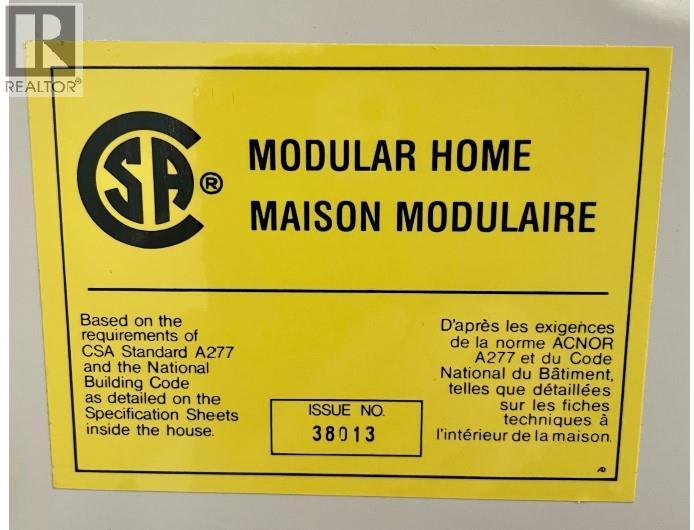 REALTOR®
CSA®
MODULAR HOME
MAISON MODULAIRE
Based on the
requirements of
CSA Standard A277
and the National
Building Code
as detailed on the
Specification Sheets
inside the house.
ISSUE NO.
38013
D'après les exigences
de la norme ACNOR
A277 et du Code
National du Bâtiment,
telles que détaillées
sur les fiches
techniques à
l'intérieur de la maison.